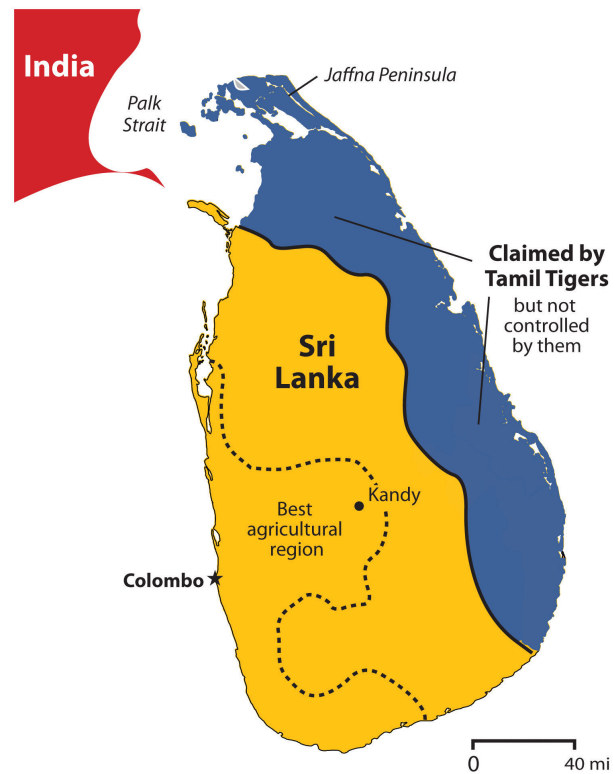 India
Jaffna Peninsula
Palk
Strait
Claimed by
Tamil Tigers
but not
controlled
by them
Sri
Lanka
Kandy
Best
agricultural
region
Colombo
0
40 mi